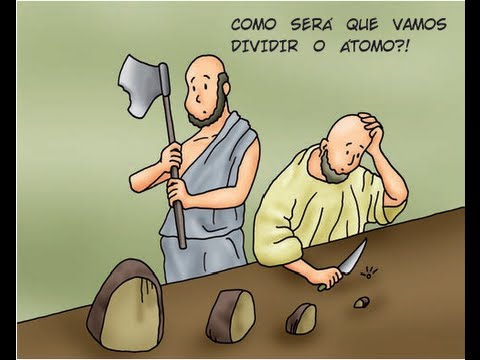 COMO SERÁ QUE VAMOS
DIVIDIR O ÁTOMO?!